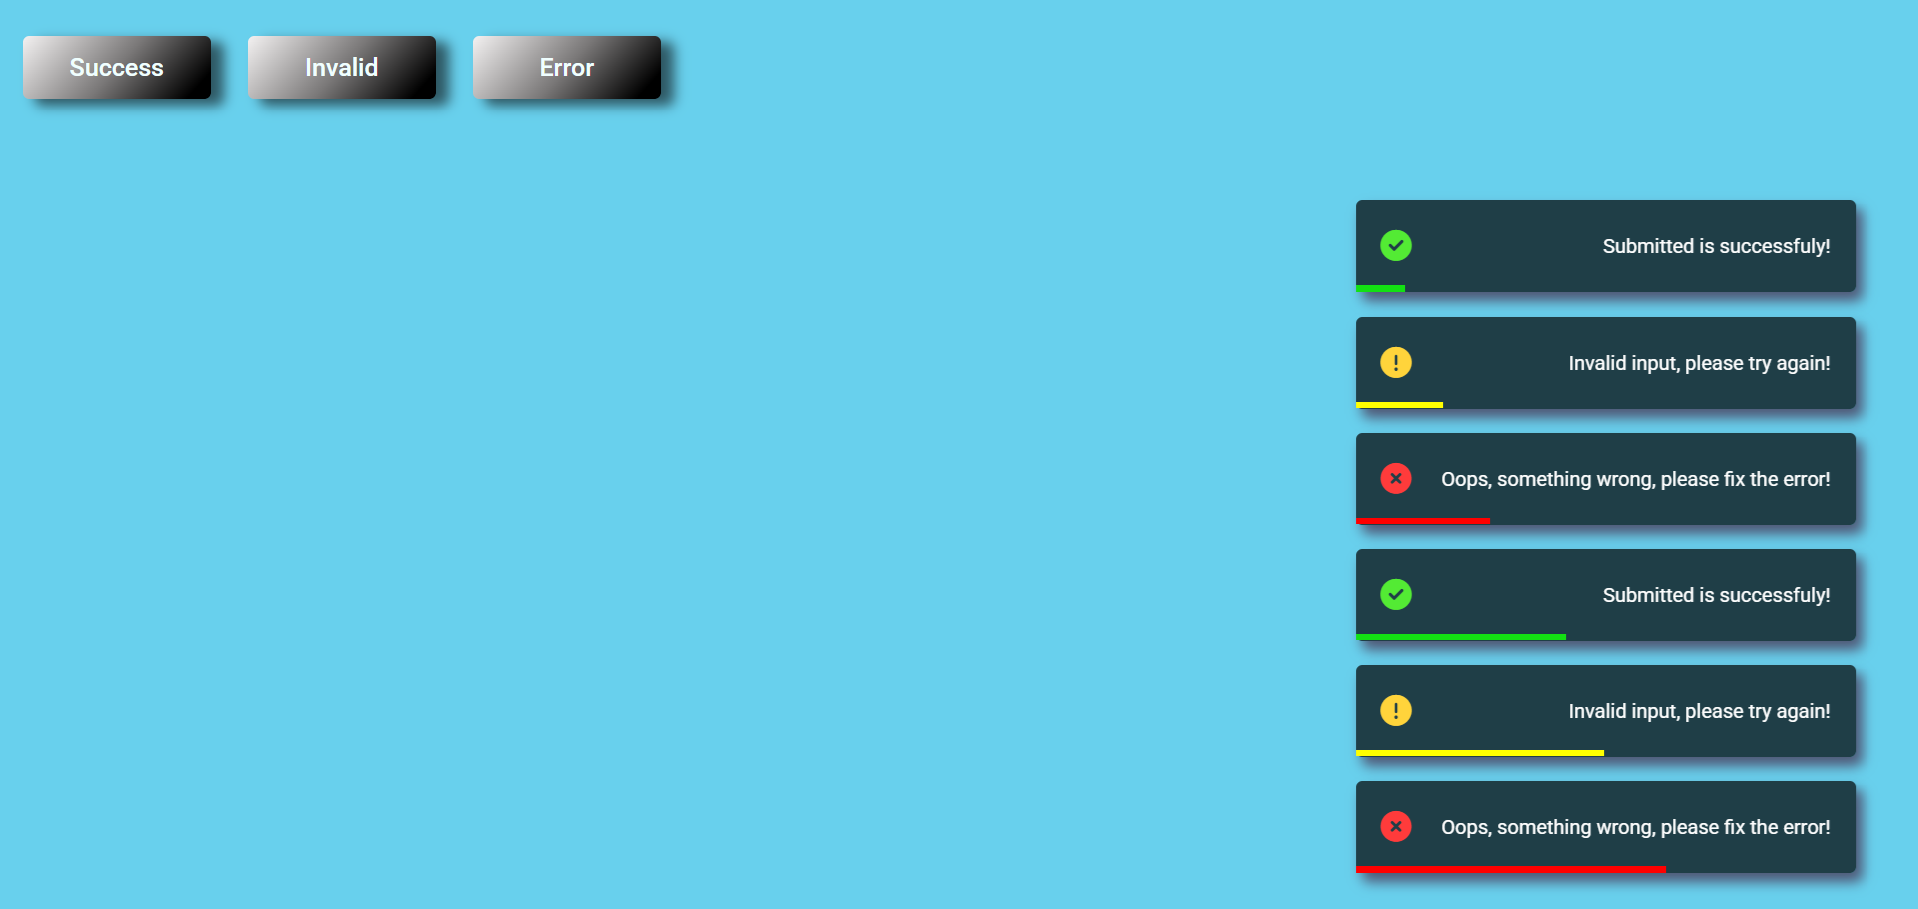 Success
Invalid
Error
Submitted is successfuly!
Invalid input, please try again!
Oops, something wrong, please fix the error!
Submitted is successfuly!
Invalid input, please try again!
Oops, something wrong, please fix the error!